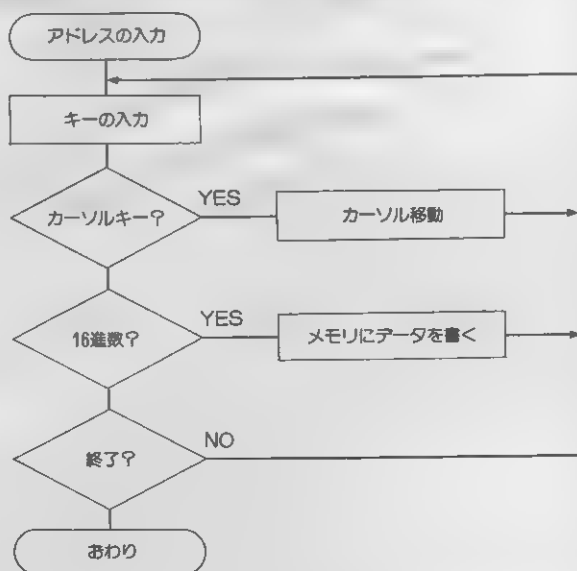 アドレスの入力
キーの入力
カーソルキー？
YES
カーソル移動
16進数？
YES
メモリにデータを書く
終了？
NO
おわり